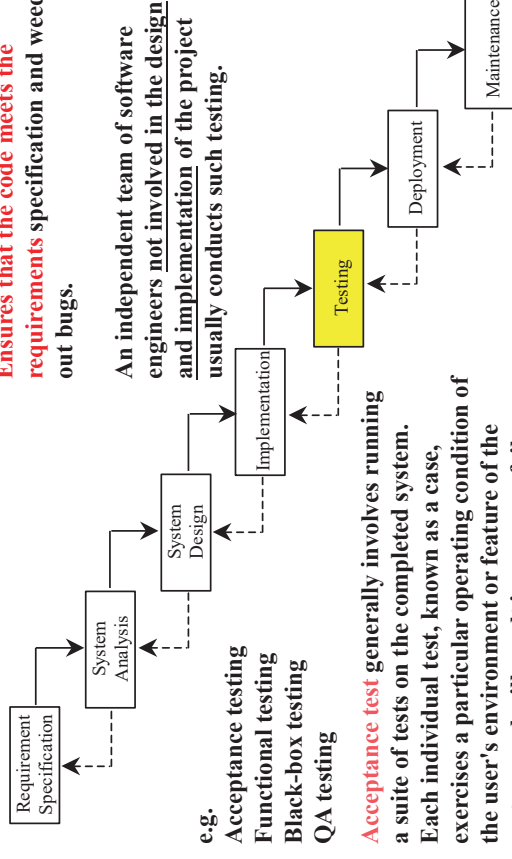 Ensures that the code meets the
requirements specification and weed
out bugs.
An independent team of software
engineers not involved in the design
and implementation of the project
usually conducts such testing.
Requirement
Specification
System
Analysis
System
Design
Implementation
Testing
Deployment
Maintenance
e.g.
Acceptance testing
Functional testing
Black-box testing
QA testing
Acceptance test generally involves running
a suite of tests on the completed system.
Each individual test, known as a case,
exercises a particular operating condition of
the user's environment or feature of the